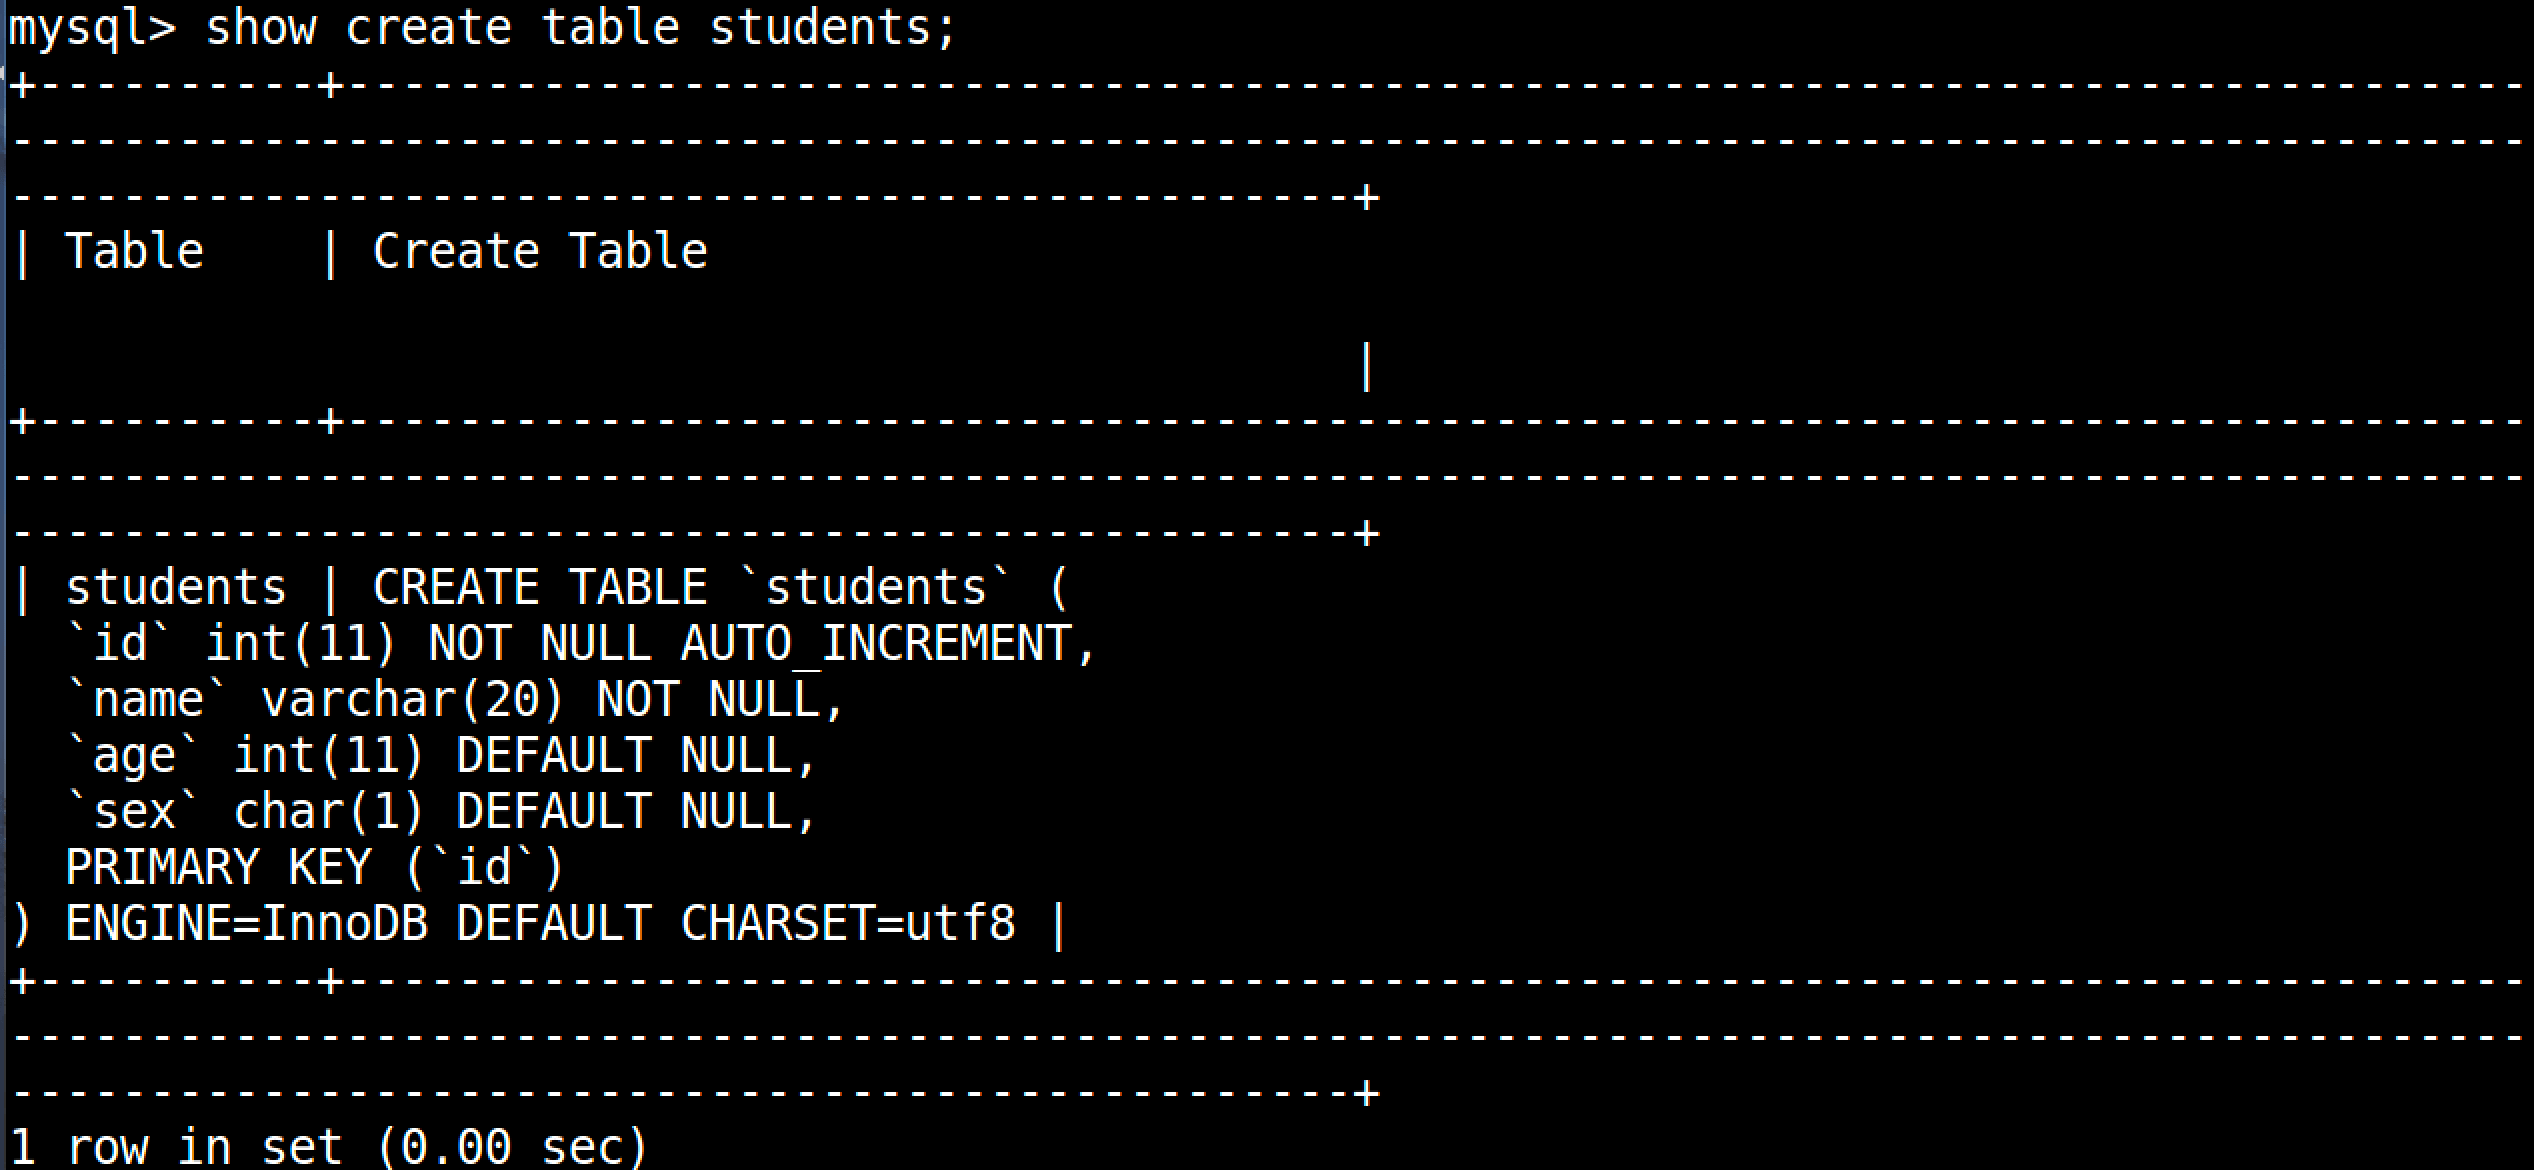 mysql> show create table students;
+----------+------------------------------------------------------------------------------
------------------------------------------------------------------------------------------
------------------------------------------------+
| Table    | Create Table
|
+----------+------------------------------------------------------------------------------
------------------------------------------------------------------------------------------
------------------------------------------------+
| students | CREATE TABLE `students` (
  `id` int(11) NOT NULL AUTO_INCREMENT,
  `name` varchar(20) NOT NULL,
  `age` int(11) DEFAULT NULL,
  `sex` char(1) DEFAULT NULL,
  PRIMARY KEY (`id`)
) ENGINE=InnoDB DEFAULT CHARSET=utf8 |
+----------+------------------------------------------------------------------------------
------------------------------------------------------------------------------------------
------------------------------------------------+
1 row in set (0.00 sec)